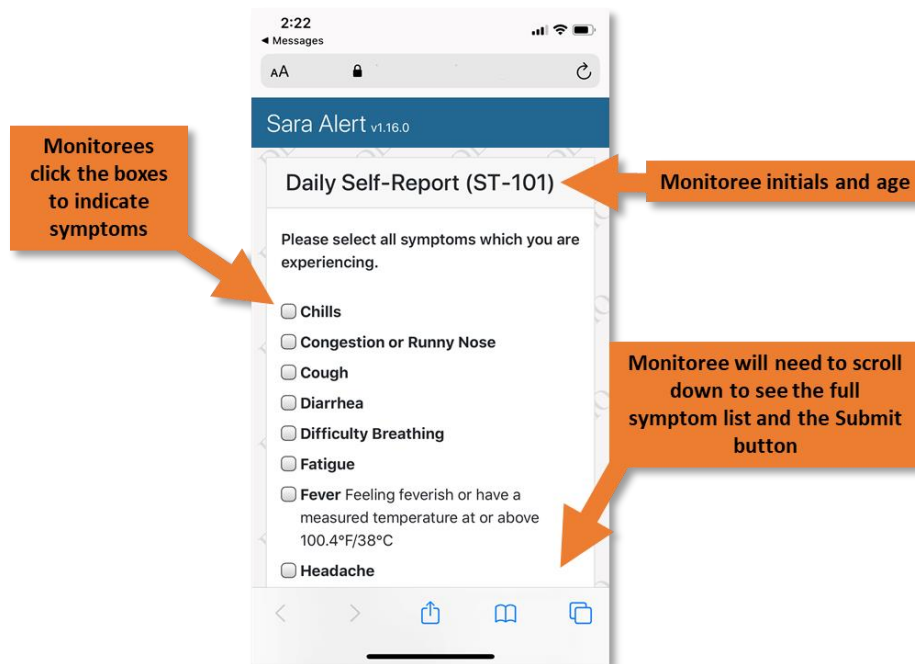 2:22
Messages
AA
Sara Alert v1.16.0
Daily Self-Report (ST-101)
Please select all symptoms which you are
experiencing.
Chills
Congestion or Runny Nose
Cough
Diarrhea
Difficulty Breathing
Fatigue
Fever Feeling feverish or have a
measured temperature at or above
100.4°F/38°C
Headache
Monitorees
click the boxes
to indicate
symptoms
Monitoree initials and age
Monitoree will need to scroll
down to see the full
symptom list and the Submit
button